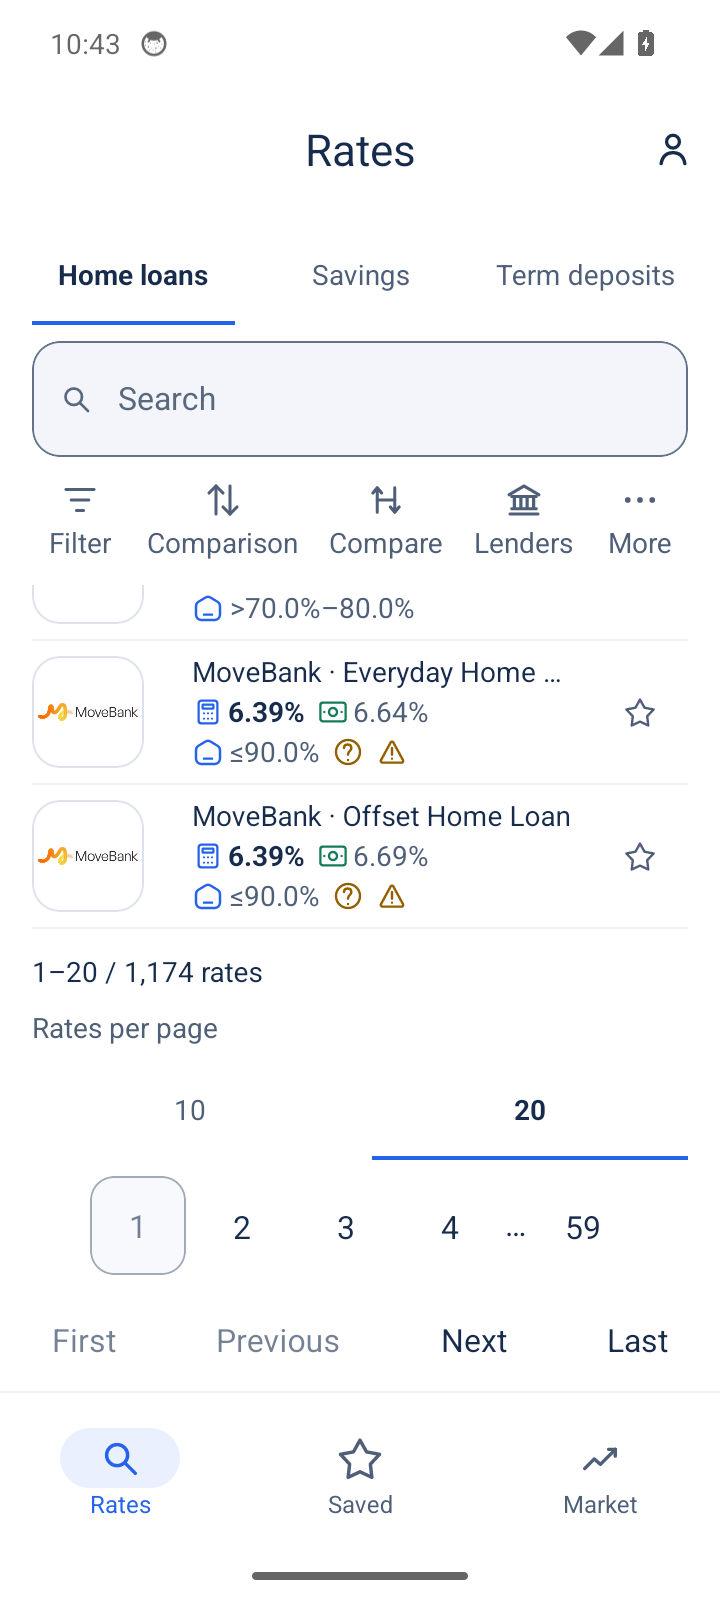 10:43
Rates
Home loans
Savings
Term deposits
Search
Filter
Comparison
Compare
Lenders
More
>70.0%–80.0%
MoveBank
MoveBank · Everyday Home ...
6.39% 6.64%
≤90.0%
MoveBank
MoveBank · Offset Home Loan
6.39% 6.69%
≤90.0%
1–20 / 1,174 rates
Rates per page
10
20
1 2 3 4 ... 59
First Previous Next Last
Rates
Saved
Market